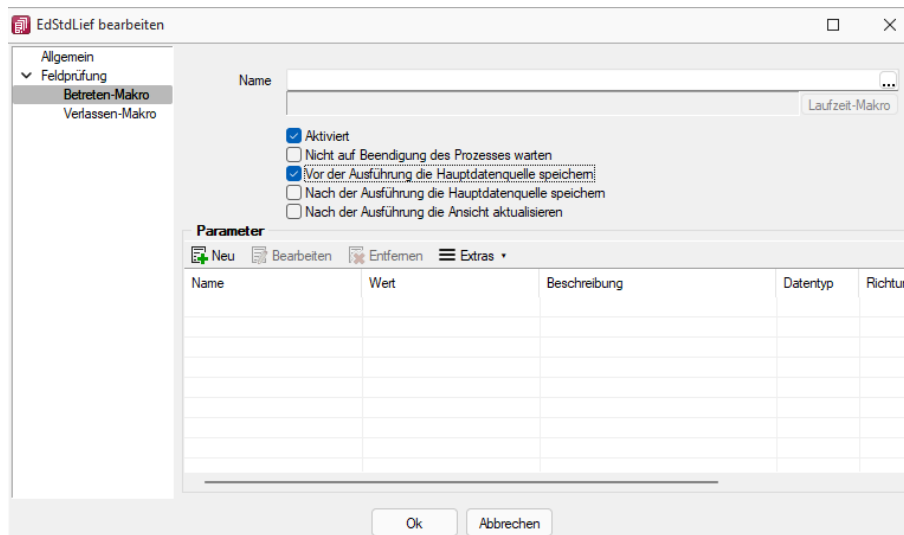 EdStdLief bearbeiten
Allgemein
Feldprüfung
Betreten-Makro
Verlassen-Makro
Name
...
Laufzeit-Makro
Aktiviert
Nicht auf Beendigung des Prozesses warten
Vor der Ausführung die Hauptdatenquelle speichern
Nach der Ausführung die Hauptdatenquelle speichern
Nach der Ausführung die Ansicht aktualisieren
Parameter
Neu Bearbeiten Entfernen Extras
Name Wert Beschreibung Datentyp Richtu
Ok Abbrechen